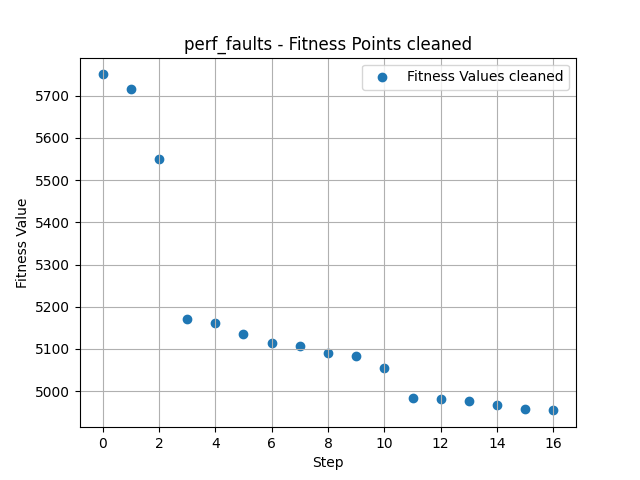 perf_faults - Fitness Points cleaned
Fitness Values cleaned
Fitness Value
5700
5600
5500
5400
5300
5200
5100
5000
0 2 4 6 8 10 12 14 16
Step